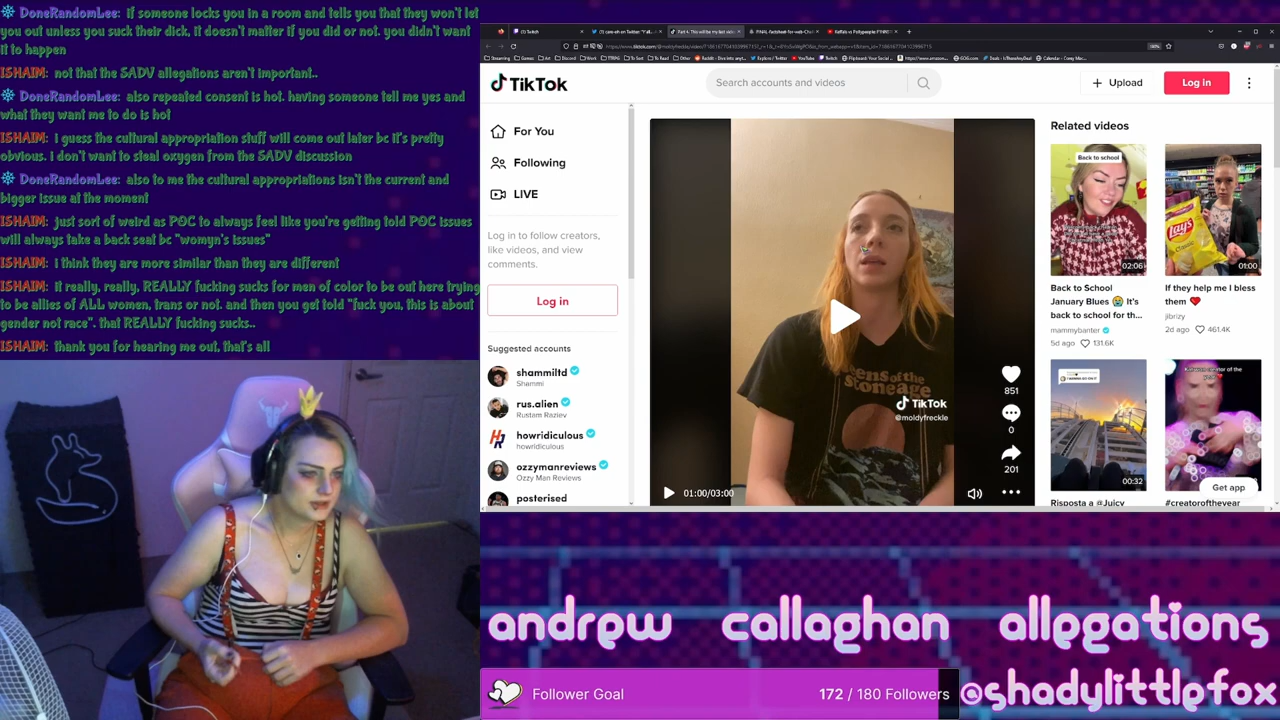 DoneRandomLee: if someone locks you in a room and tells you that they won't let
you out unless you suck their dick, it doesn't matter if you did or not. you didn't want
it to happen
ISHAIM: not that the SADV allegations aren't important..
DoneRandomLee: also repeated consent is hot. having someone tell me yes and
what they want me to do is hot
ISHAIM: I guess the cultural appropriation stuff will come out later bc it's pretty
obvious. i don't want to steal oxygen from the SADV discussion
DoneRandomLee: also to me the cultural appropriations isn't the current and
bigger issue at the moment
ISHAIM: just sort of weird as POC to always feel like you're getting told POC issues
will always take a back seat bc "womyn's issues"
ISHAIM: I think they are more similar than they are different
ISHAIM: it really, really, REALLY fucking sucks for men of color to be out here trying
to be allies of ALL women, trans or not. and then you get told "fuck you, this is about
gender not race". that REALLY fucking sucks..
ISHAIM: thank you for hearing me out, that's all
TikTok
Search accounts and videos
Upload
Log in
For You
Following
LIVE
Log in to follow creators,
like videos, and view
comments.
Log in
Suggested accounts
shammiltd
Shammi
rus.alien
Rustam Raziev
howridiculous
howridiculous
ozzymanreviews
Ozzy Man Reviews
posterised
stoneage
TikTok
@moldyfreckle
851
0
201
01:00/03:00
Related videos
Back to school
02:06
Back to School
January Blues 😭 It's
back to school for th...
mammybanter
5d ago 131.6K
Lays
01:00
If they help me I bless
them ❤️
jibrizy
2d ago 461.4K
00:32
Risposta a @Juicy
Get app
#creatoroftheyear
andrew callaghan allegations
Follower Goal 172 / 180 Followers
@shadylittlefox